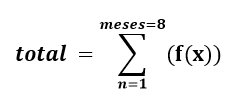 meses=8
total = ∑ (f(x))
n=1